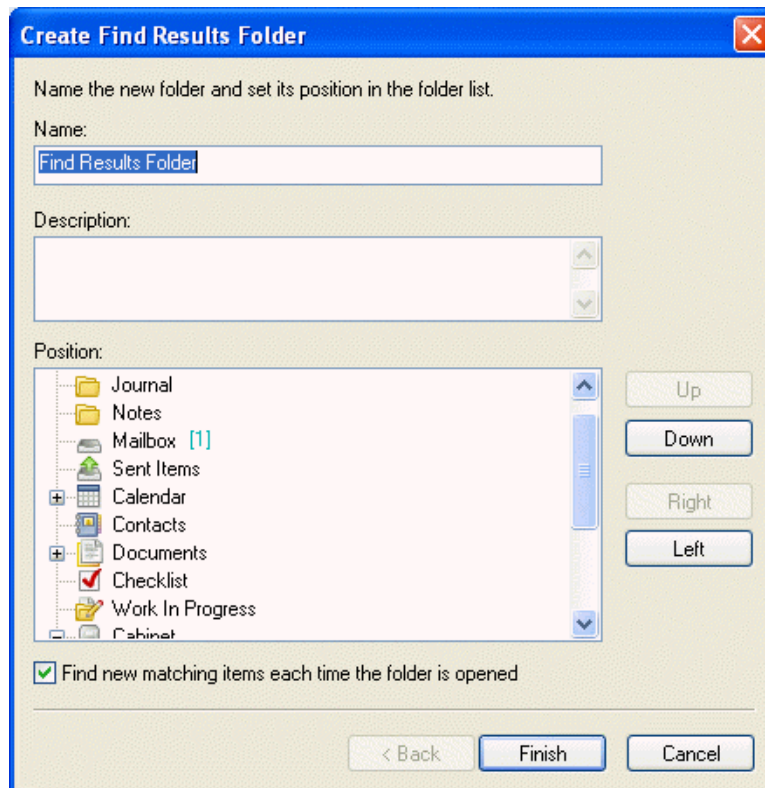 Create Find Results Folder
Name the new folder and set its position in the folder list.
Name:
Find Results Folder
Description:
Position:
Journal
Notes
Mailbox [1]
Sent Items
Calendar
Contacts
Documents
Checklist
Work In Progress
Cabinet
Up
Down
Right
Left
Find new matching items each time the folder is opened
< Back
Finish
Cancel